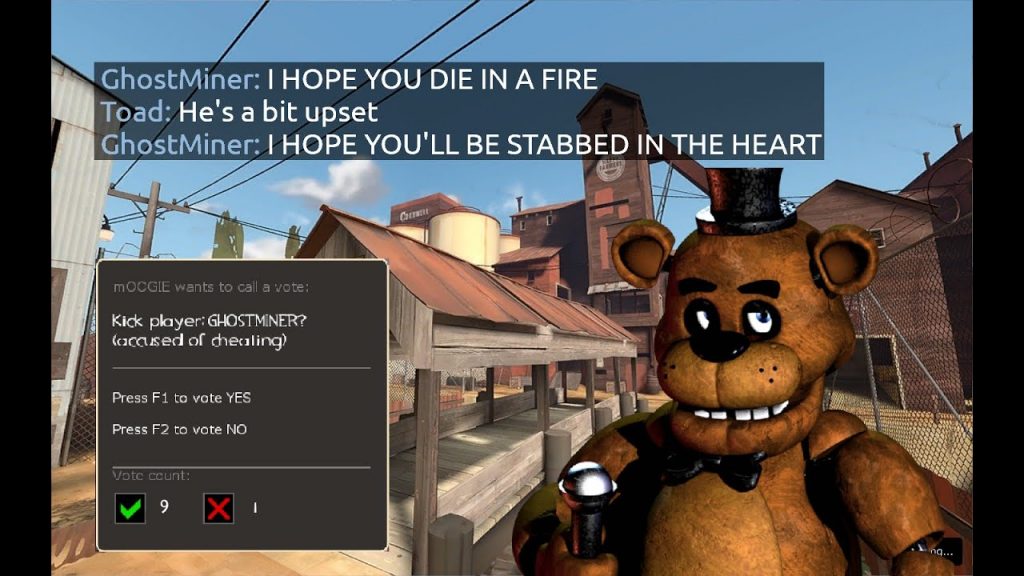 GhostMiner: I HOPE YOU DIE IN A FIRE
Toad: He's a bit upset
GhostMiner: I HOPE YOU'LL BE STABBED IN THE HEART
mOOGIE wants to call a vote:
Kick player: GHOSTMINER?
(accused of cheating)
Press F1 to vote YES
Press F2 to vote NO
Vote count:
9 1